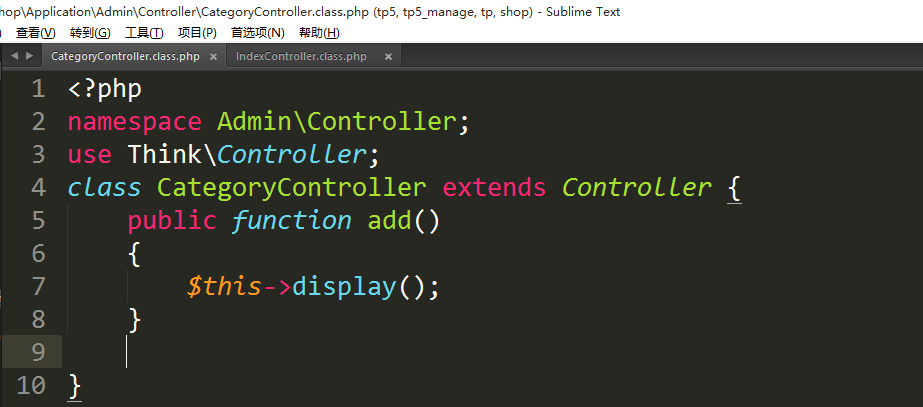 hop\Application\Admin\Controller\CategoryController.class.php (tp5, tp5_manage, tp, shop) - Sublime Text
) 查看(V) 跳转到(G) 工具(T) 项目(P) 首选项(N) 帮助(H)
CategoryController.class.php × IndexController.class.php ×
1 <?php
2 namespace Admin\Controller;
3 use Think\Controller;
4 class CategoryController extends Controller {
5 public function add()
6 {
7 $this->display();
8 }
9
10 }